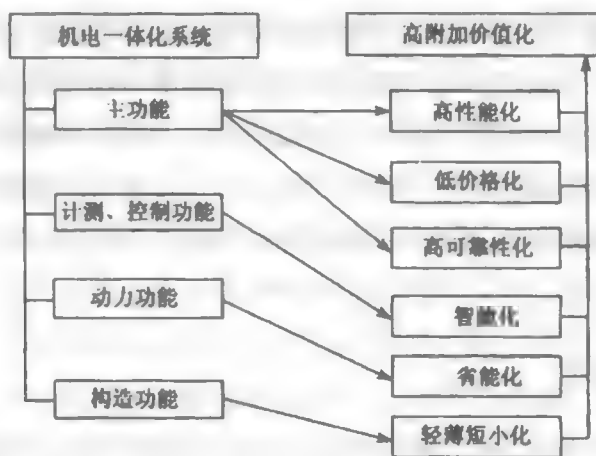 机电一体化系统
高附加价值化
主功能
高性能化
低价格化
计测、控制功能
高可靠性化
动力功能
智能化
省能化
构造功能
轻薄短小化